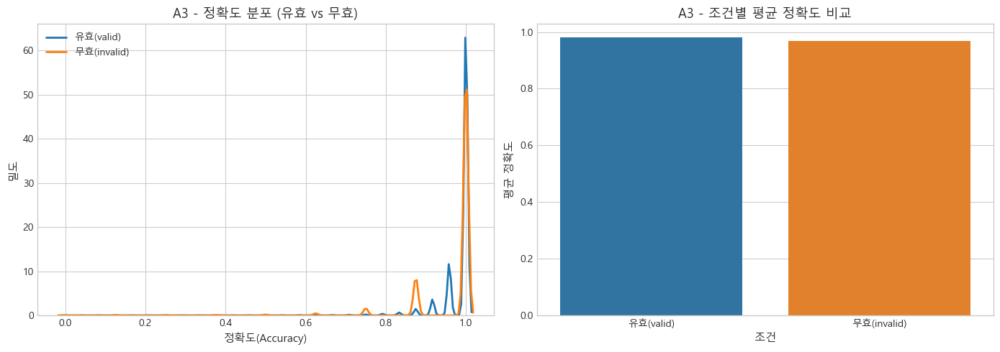 A3 - 정확도 분포 (유효 vs 무효)
유효(valid)
무효(invalid)
60
50
40
30
20
10
0
밀도
0.0 0.2 0.4 0.6 0.8 1.0
정확도(Accuracy)
A3 - 조건별 평균 정확도 비교
1.0
0.8
0.6
0.4
0.2
0.0
평균 정확도
유효(valid) 무효(invalid)
조건